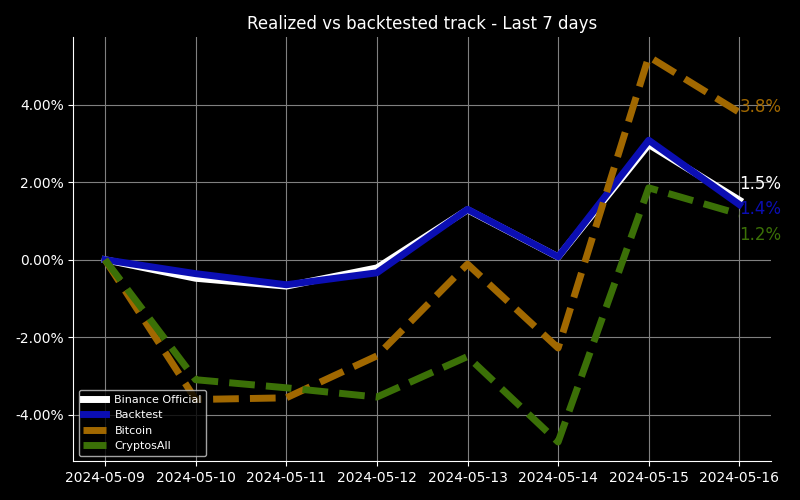 Realized vs backtested track - Last 7 days
4.00%
2.00%
0.00%
-2.00%
-4.00%
3.8%
1.5%
1.4%
1.2%
Binance Official
Backtest
Bitcoin
CryptosAll
2024-05-09 2024-05-10 2024-05-11 2024-05-12 2024-05-13 2024-05-14 2024-05-15 2024-05-16